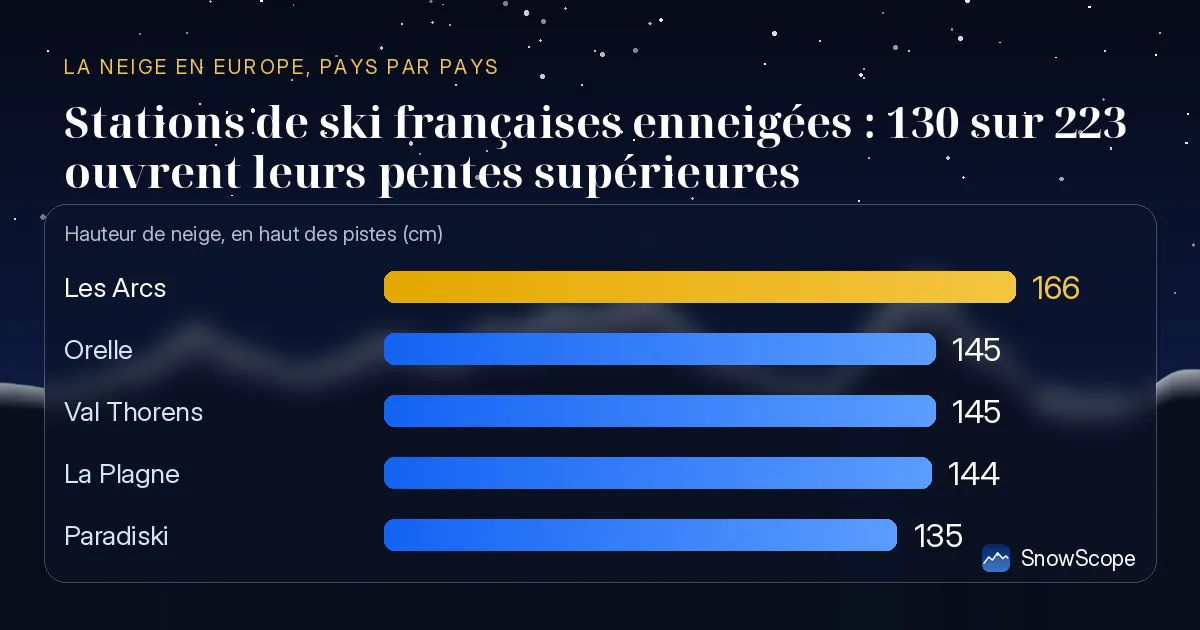 LA NEIGE EN EUROPE, PAYS PAR PAYS
Stations de ski françaises enneigées : 130 sur 223
ouvrent leurs pentes supérieures
Hauteur de neige, en haut des pistes (cm)
Les Arcs 166
Orelle 145
Val Thorens 145
La Plagne 144
Paradiski 135
SnowScope